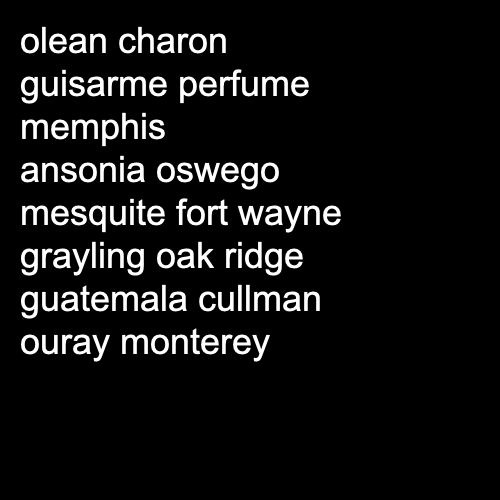 olean charon
guisarme perfume
memphis
ansonia oswego
mesquite fort wayne
grayling oak ridge
guatemala cullman
ouray monterey